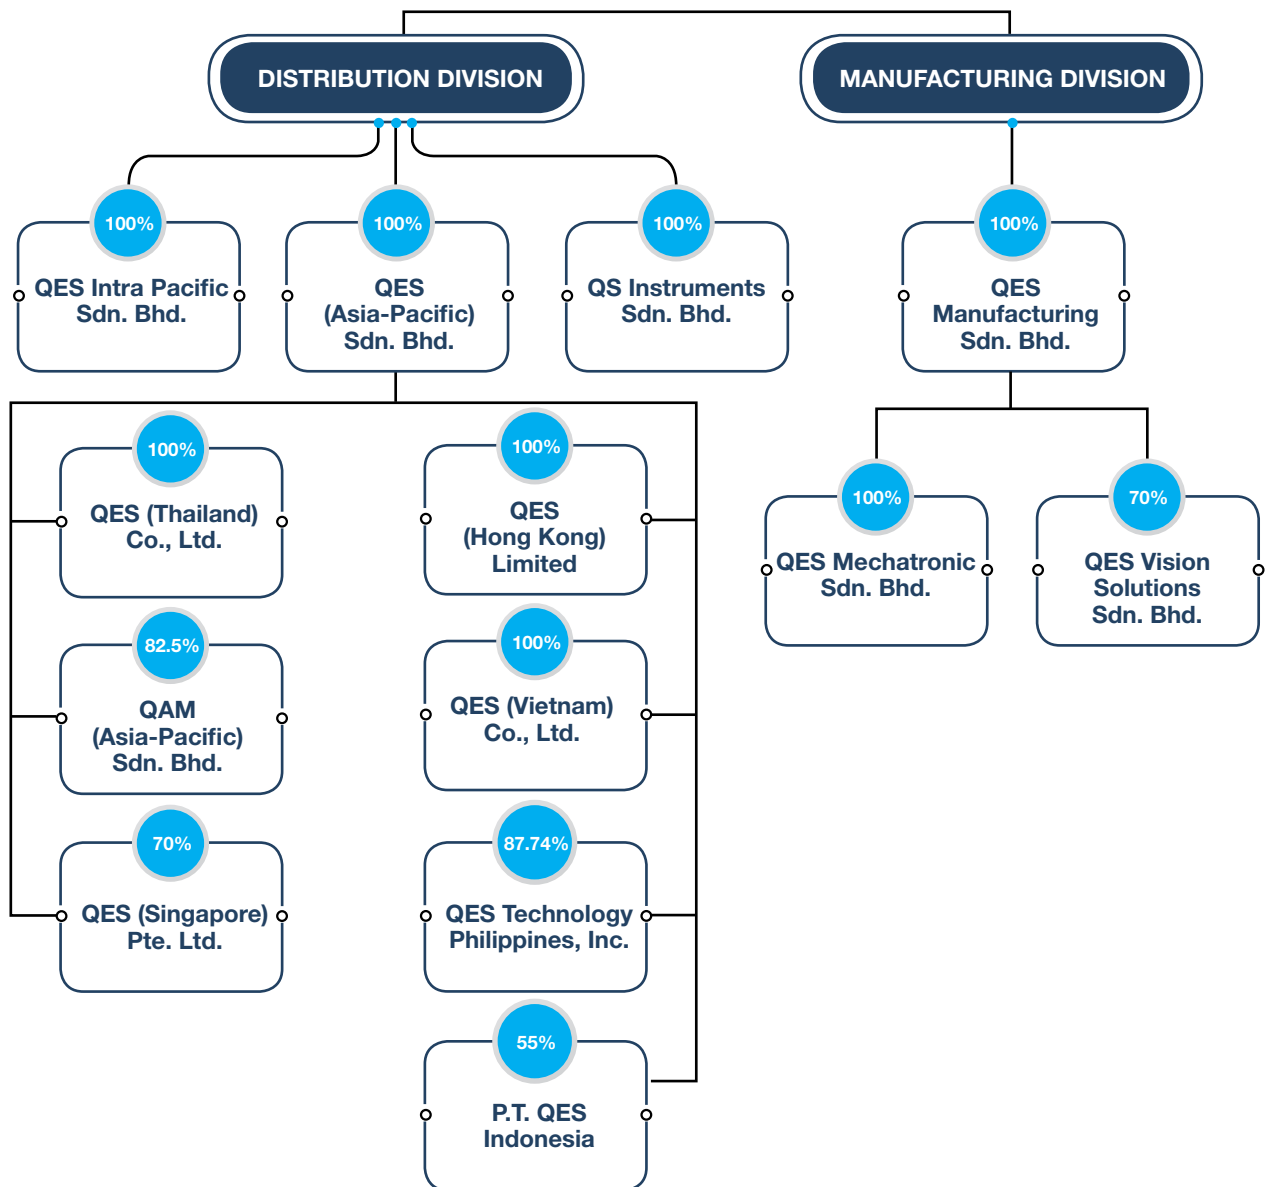 DISTRIBUTION DIVISION
MANUFACTURING DIVISION
100%
QES Intra Pacific
Sdn. Bhd.
100%
QES
(Asia-Pacific)
Sdn. Bhd.
100%
QS Instruments
Sdn. Bhd.
100%
QES
Manufacturing
Sdn. Bhd.
100%
QES (Thailand)
Co., Ltd.
100%
QES
(Hong Kong)
Limited
100%
QES Mechatronic
Sdn. Bhd.
70%
QES Vision
Solutions
Sdn. Bhd.
82.5%
QAM
(Asia-Pacific)
Sdn. Bhd.
100%
QES (Vietnam)
Co., Ltd.
70%
QES (Singapore)
Pte. Ltd.
87.74%
QES Technology
Philippines, Inc.
55%
P.T. QES
Indonesia